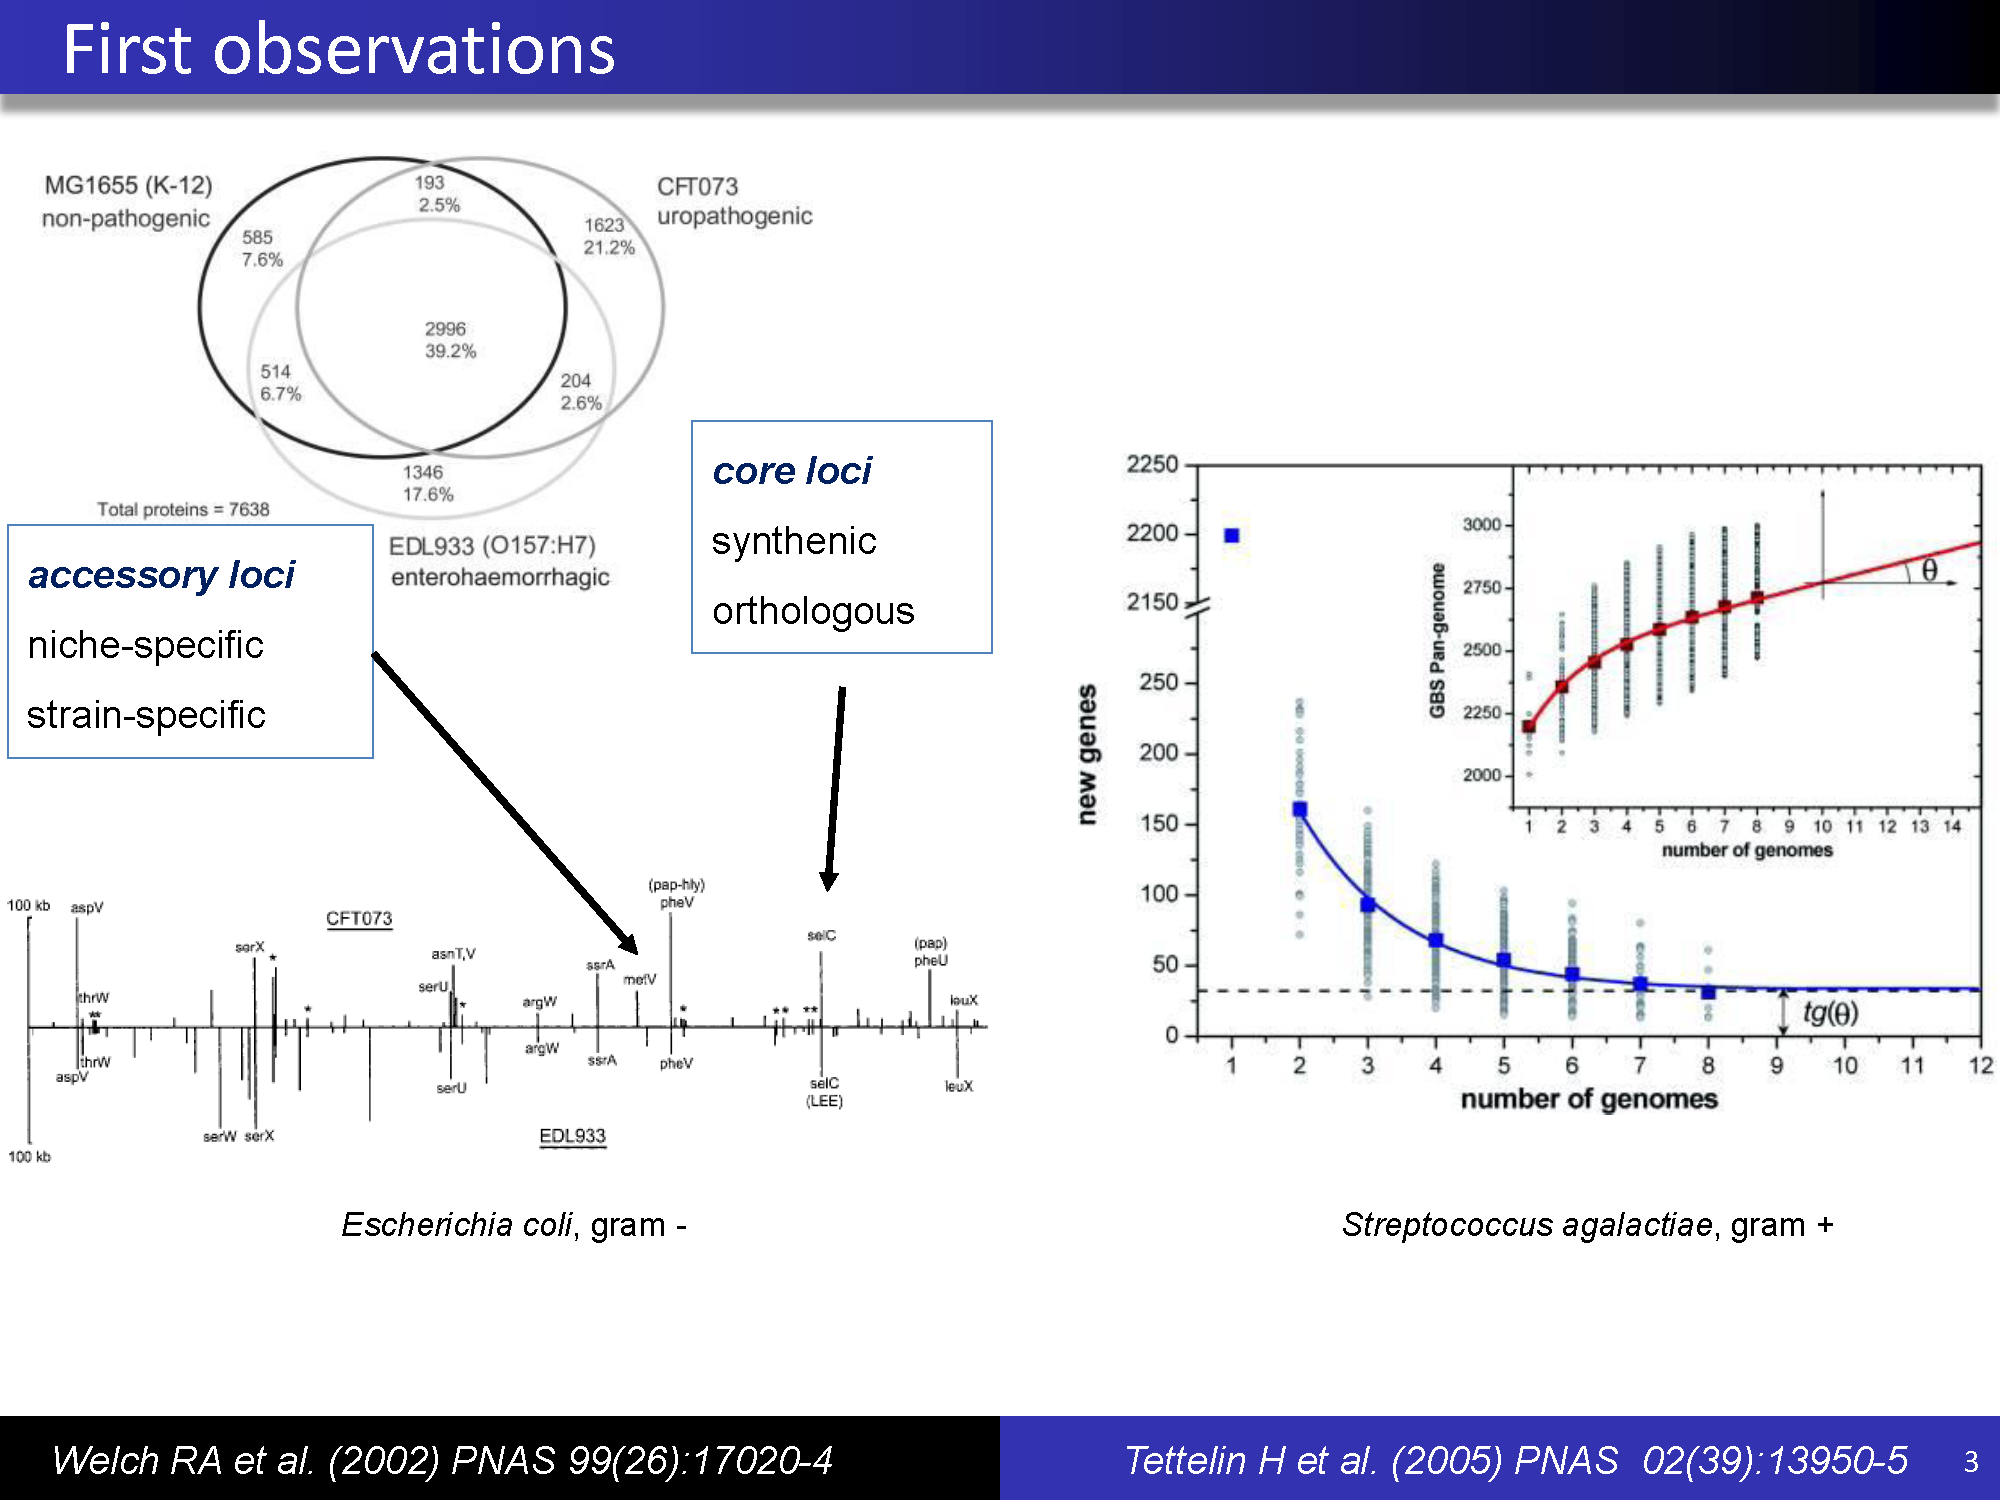 First observations
MG1655 (K-12)
non-pathogenic
193
2.5%
CFT073
uropathogenic
585
7.6%
1623
21.2%
2996
39.2%
514
6.7%
204
2.6%
1346
17.6%
Total proteins = 7638
EDL933 (O157:H7)
enterohaemorrhagic
accessory loci
niche-specific
strain-specific
core loci
synthenic
orthologous
100 kb
aspV
CFT073
(pap-hly)
pheV
serX
*
asnT,V
serU
*
ssrA
metV
selC
(pap)
pheU
thrW
**
*
argW
*
**
**
leuX
thrW
aspV
argW
ssrA
pheV
serU
selC
(LEE)
leuX
serW serX
EDL933
100 kb
2250
2200
2150
250
200
150
100
50
0
new genes
1 2 3 4 5 6 7 8 9 10 11 12
number of genomes
tg(θ)
3000
2750
2500
2250
2000
GBS Pan-genome
θ
1 2 3 4 5 6 7 8 9 10 11 12 13 14
number of genomes
Escherichia coli, gram -
Streptococcus agalactiae, gram +
Welch RA et al. (2002) PNAS 99(26):17020-4
Tettelin H et al. (2005) PNAS 02(39):13950-5
3